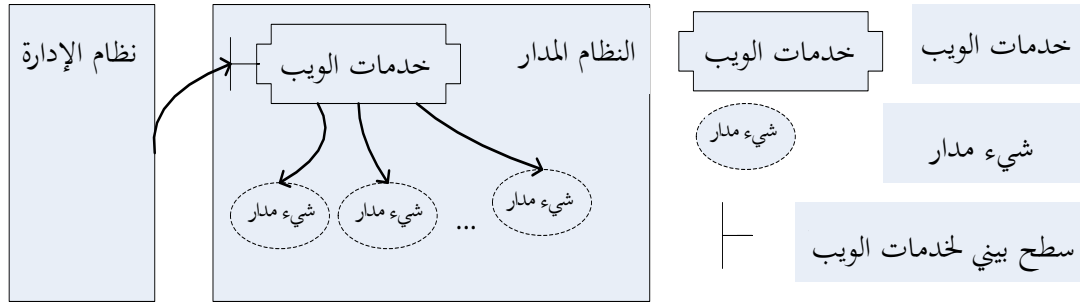 خدمات الويب
خدمات الويب
شيء مدار
شيء مدار
سطح بيني لخدمات الويب
النظام المدار
خدمات الويب
شيء مدار
...
شيء مدار
شيء مدار
نظام الإدارة